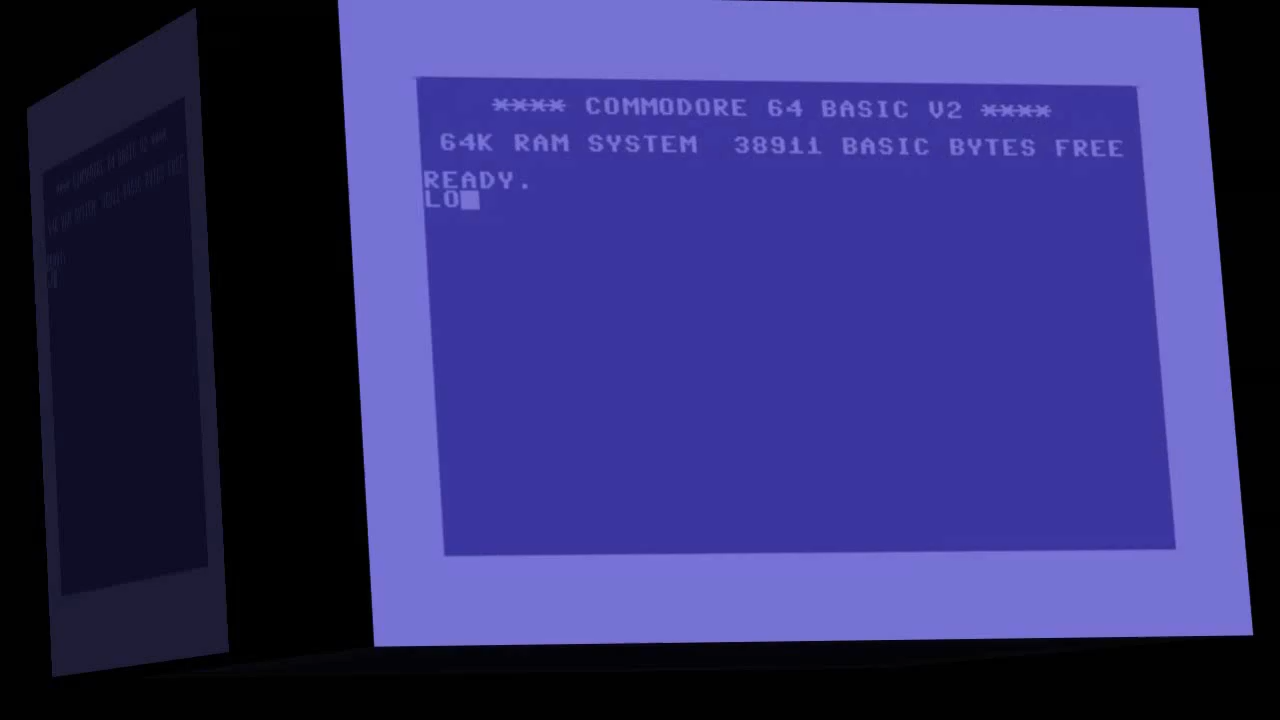 **** COMMODORE 64 BASIC V2 ****
64K RAM SYSTEM  38911 BASIC BYTES FREE
READY.
LO